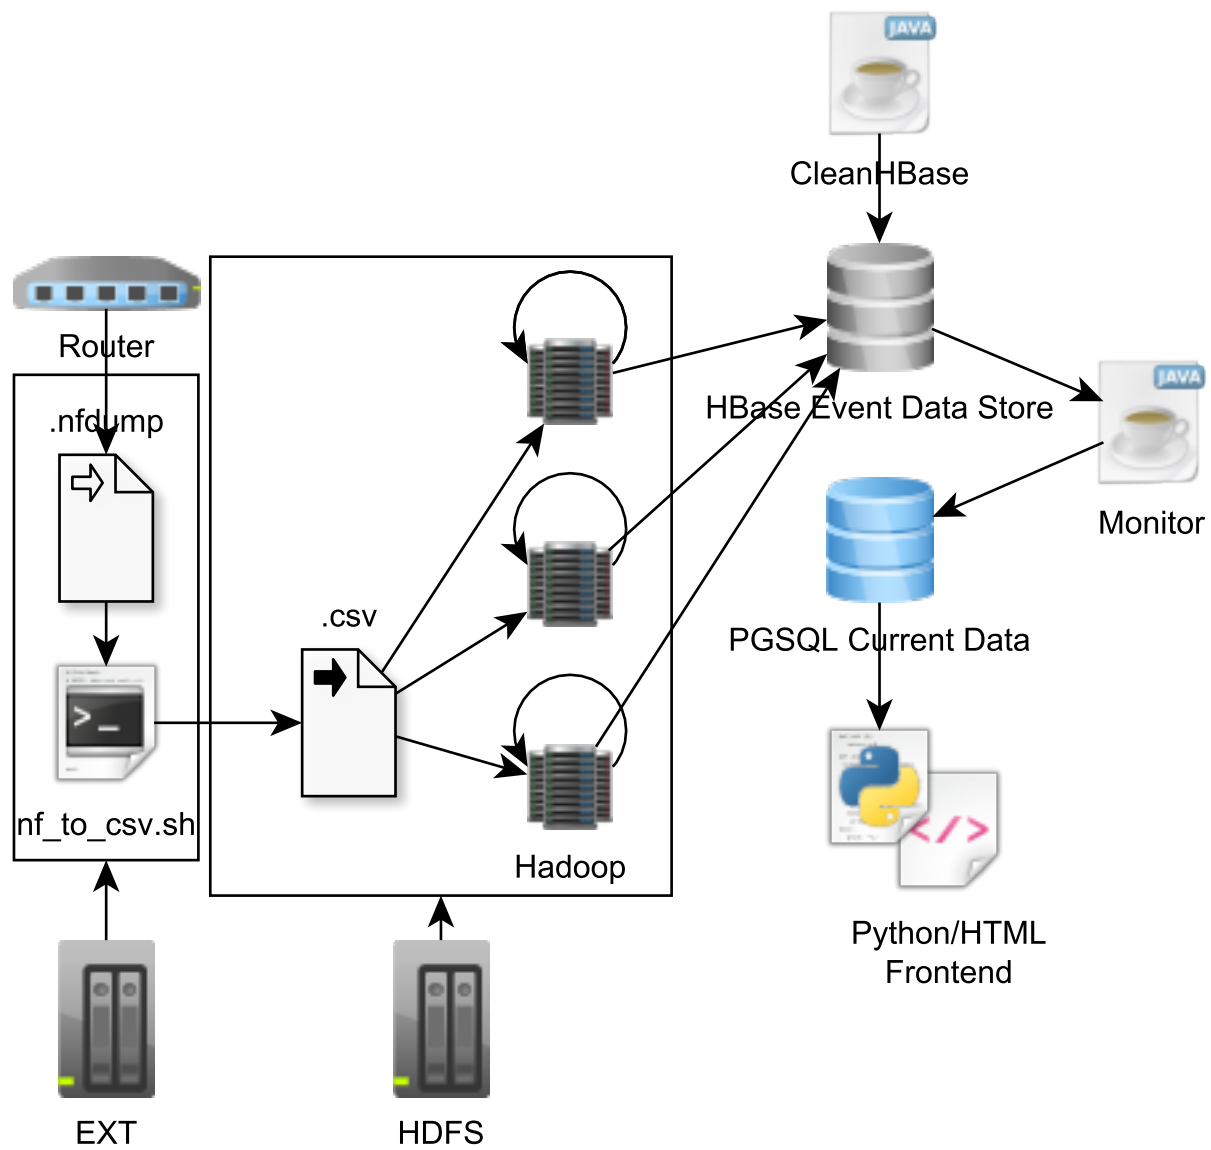 JAVA
CleanHBase
Router
.nfdump
HBase Event Data Store
JAVA
Monitor
.csv
PGSQL Current Data
>_
nf_to_csv.sh
</>
Hadoop
Python/HTML
Frontend
EXT
HDFS